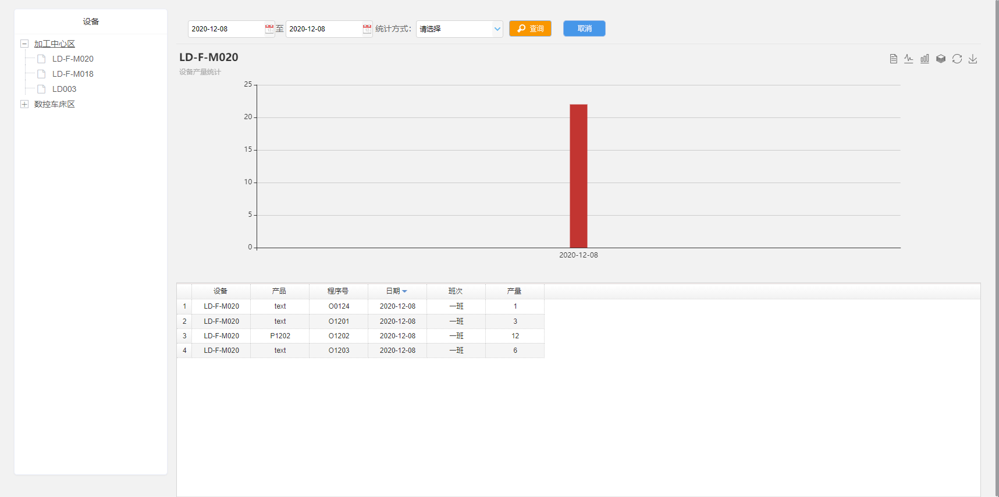 设备
加工中心区
LD-F-M020
LD-F-M018
LD003
数控车床区
2020-12-08 至 2020-12-08 统计方式： 请选择 查询 取消
LD-F-M020
设备产量统计
25
20
15
10
5
0
2020-12-08
设备 产品 程序号 日期 班次 产量
1 LD-F-M020 text O0124 2020-12-08 一班 1
2 LD-F-M020 text O1201 2020-12-08 一班 3
3 LD-F-M020 P1202 O1202 2020-12-08 一班 12
4 LD-F-M020 text O1203 2020-12-08 一班 6